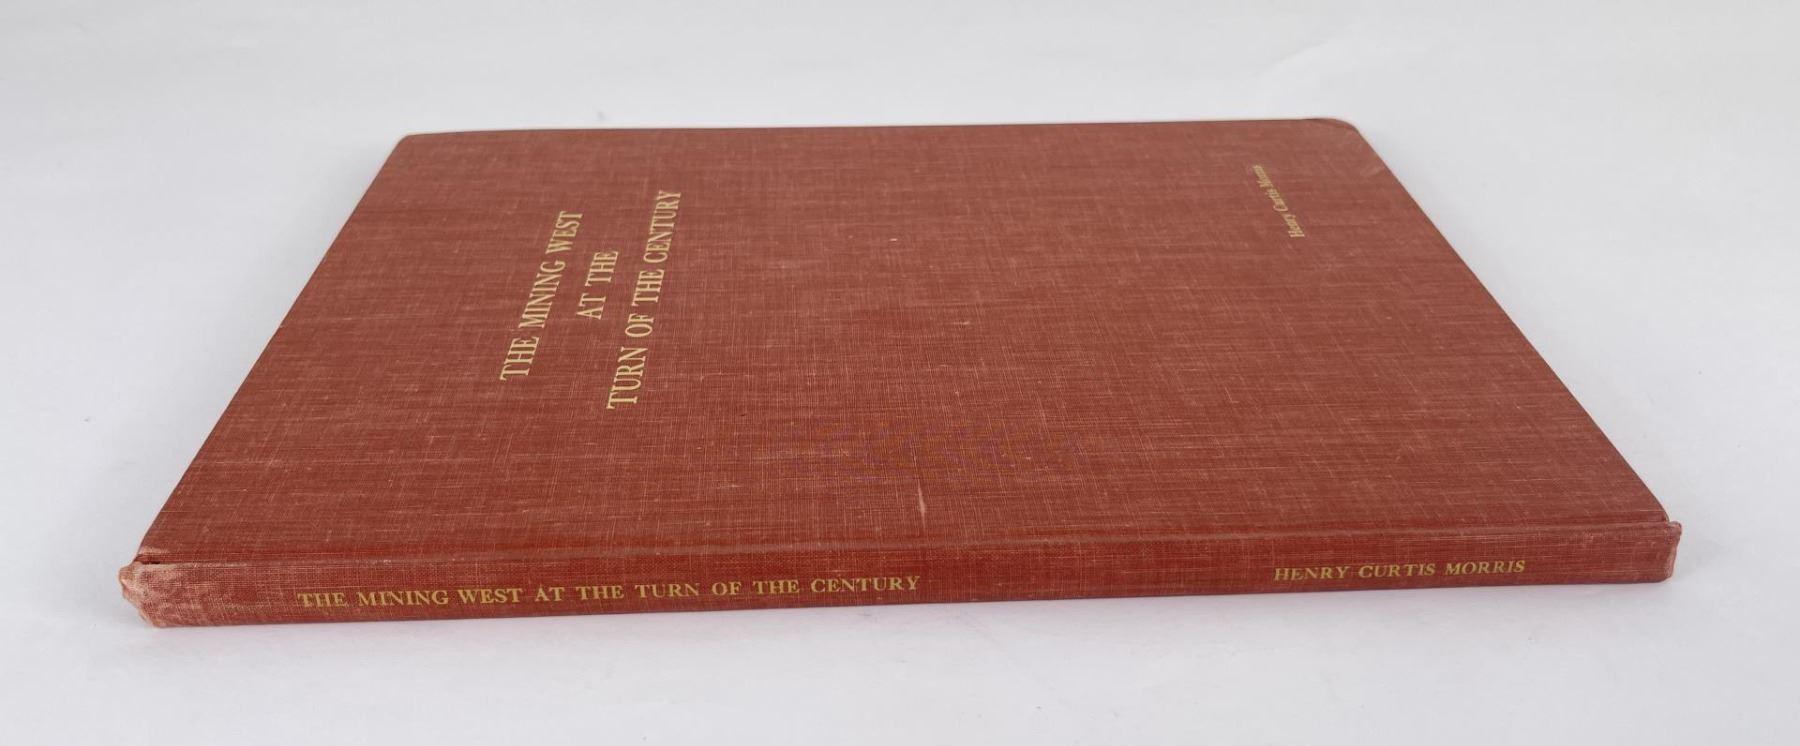 THE MINING WEST
AT THE
TURN OF THE CENTURY
Henry Curtis Morris
THE MINING WEST AT THE TURN OF THE CENTURY
HENRY CURTIS MORRIS